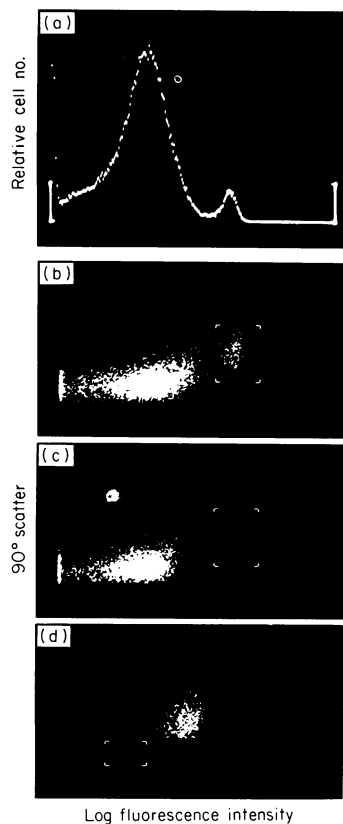 (a)
Relative cell no.
(b)
(c)
90° scatter
(d)
Log fluorescence intensity